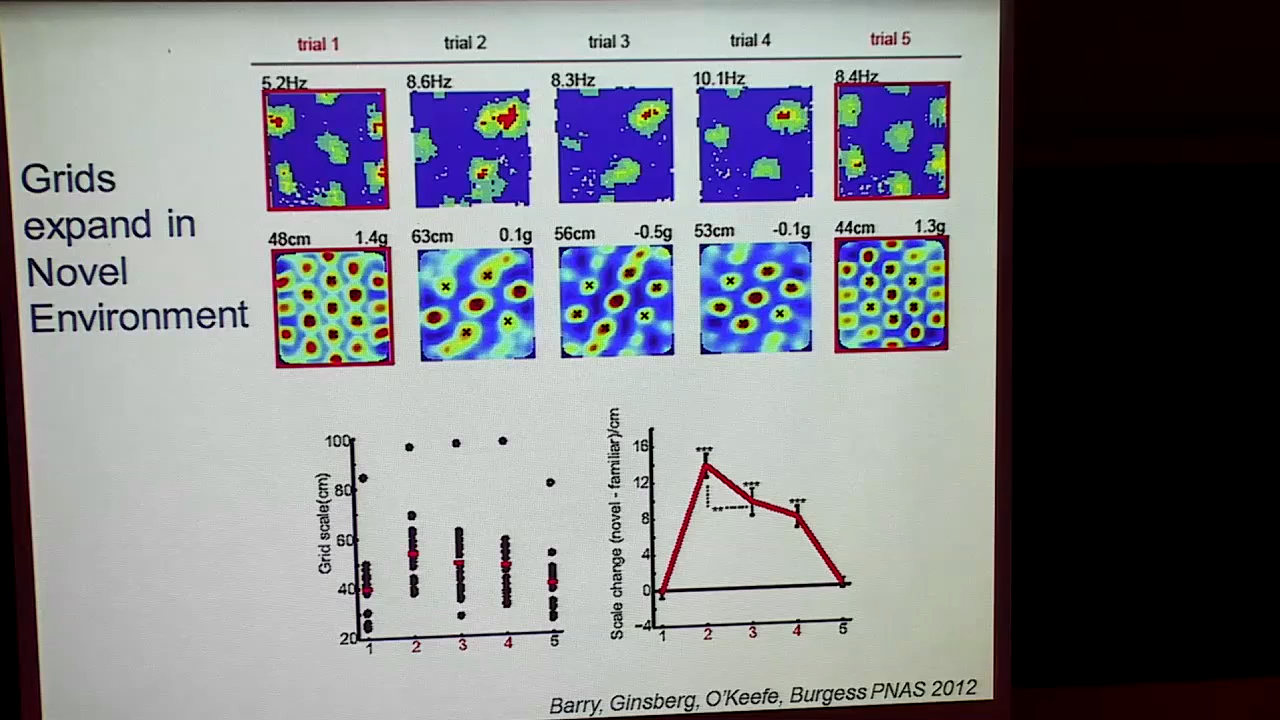 trial 1 trial 2 trial 3 trial 4 trial 5
5.2Hz 8.6Hz 8.3Hz 10.1Hz 8.4Hz
Grids
expand in
Novel
Environment
48cm 1.4g 63cm 0.1g 56cm -0.5g 53cm -0.1g 44cm 1.3g
Grid scale(cm)
100
80
60
40
20
1 2 3 4 5
Scale change (novel - familiar)/cm
16
12
8
4
0
-4
*** *** ***
**
1 2 3 4 5
Barry, Ginsberg, O'Keefe, Burgess PNAS 2012